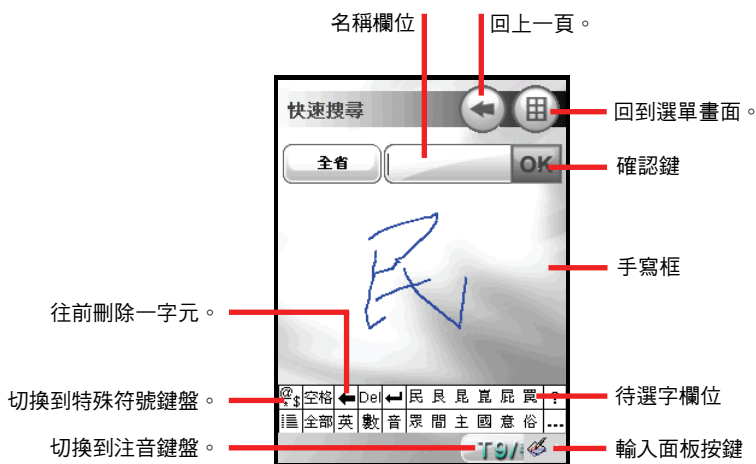 名稱欄位
回上一頁。
快速搜尋
回到選單畫面。
全省
OK
確認鍵
民
手寫框
往前刪除一字元。
@*$ 空格 Del 民 艮 昆 崑 屁 罠 ?
切換到特殊符號鍵盤。
待選字欄位
全部 英 數 音 眾 間 主 國 意 俗 ...
切換到注音鍵盤。
T9/
輸入面板按鍵